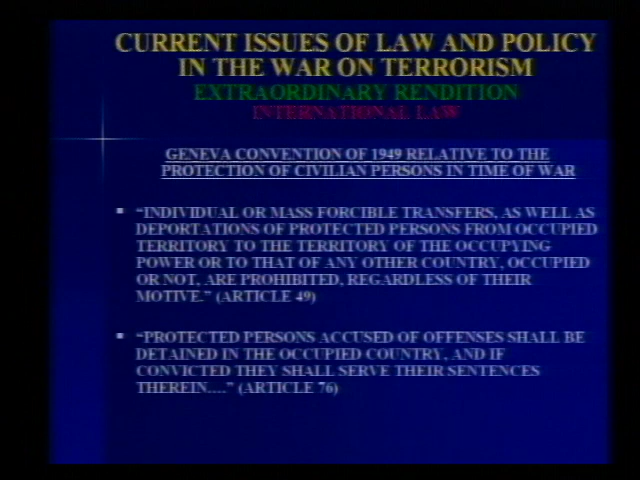 CURRENT ISSUES OF LAW AND POLICY
IN THE WAR ON TERRORISM
EXTRAORDINARY RENDITION
INTERNATIONAL LAW
GENEVA CONVENTION OF 1949 RELATIVE TO THE
PROTECTION OF CIVILIAN PERSONS IN TIME OF WAR
▪ “INDIVIDUAL OR MASS FORCIBLE TRANSFERS, AS WELL AS
DEPORTATIONS OF PROTECTED PERSONS FROM OCCUPIED
TERRITORY TO THE TERRITORY OF THE OCCUPYING
POWER OR TO THAT OF ANY OTHER COUNTRY, OCCUPIED
OR NOT, ARE PROHIBITED, REGARDLESS OF THEIR
MOTIVE.” (ARTICLE 49)
▪ “PROTECTED PERSONS ACCUSED OF OFFENSES SHALL BE
DETAINED IN THE OCCUPIED COUNTRY, AND IF
CONVICTED THEY SHALL SERVE THEIR SENTENCES
THEREIN....” (ARTICLE 76)